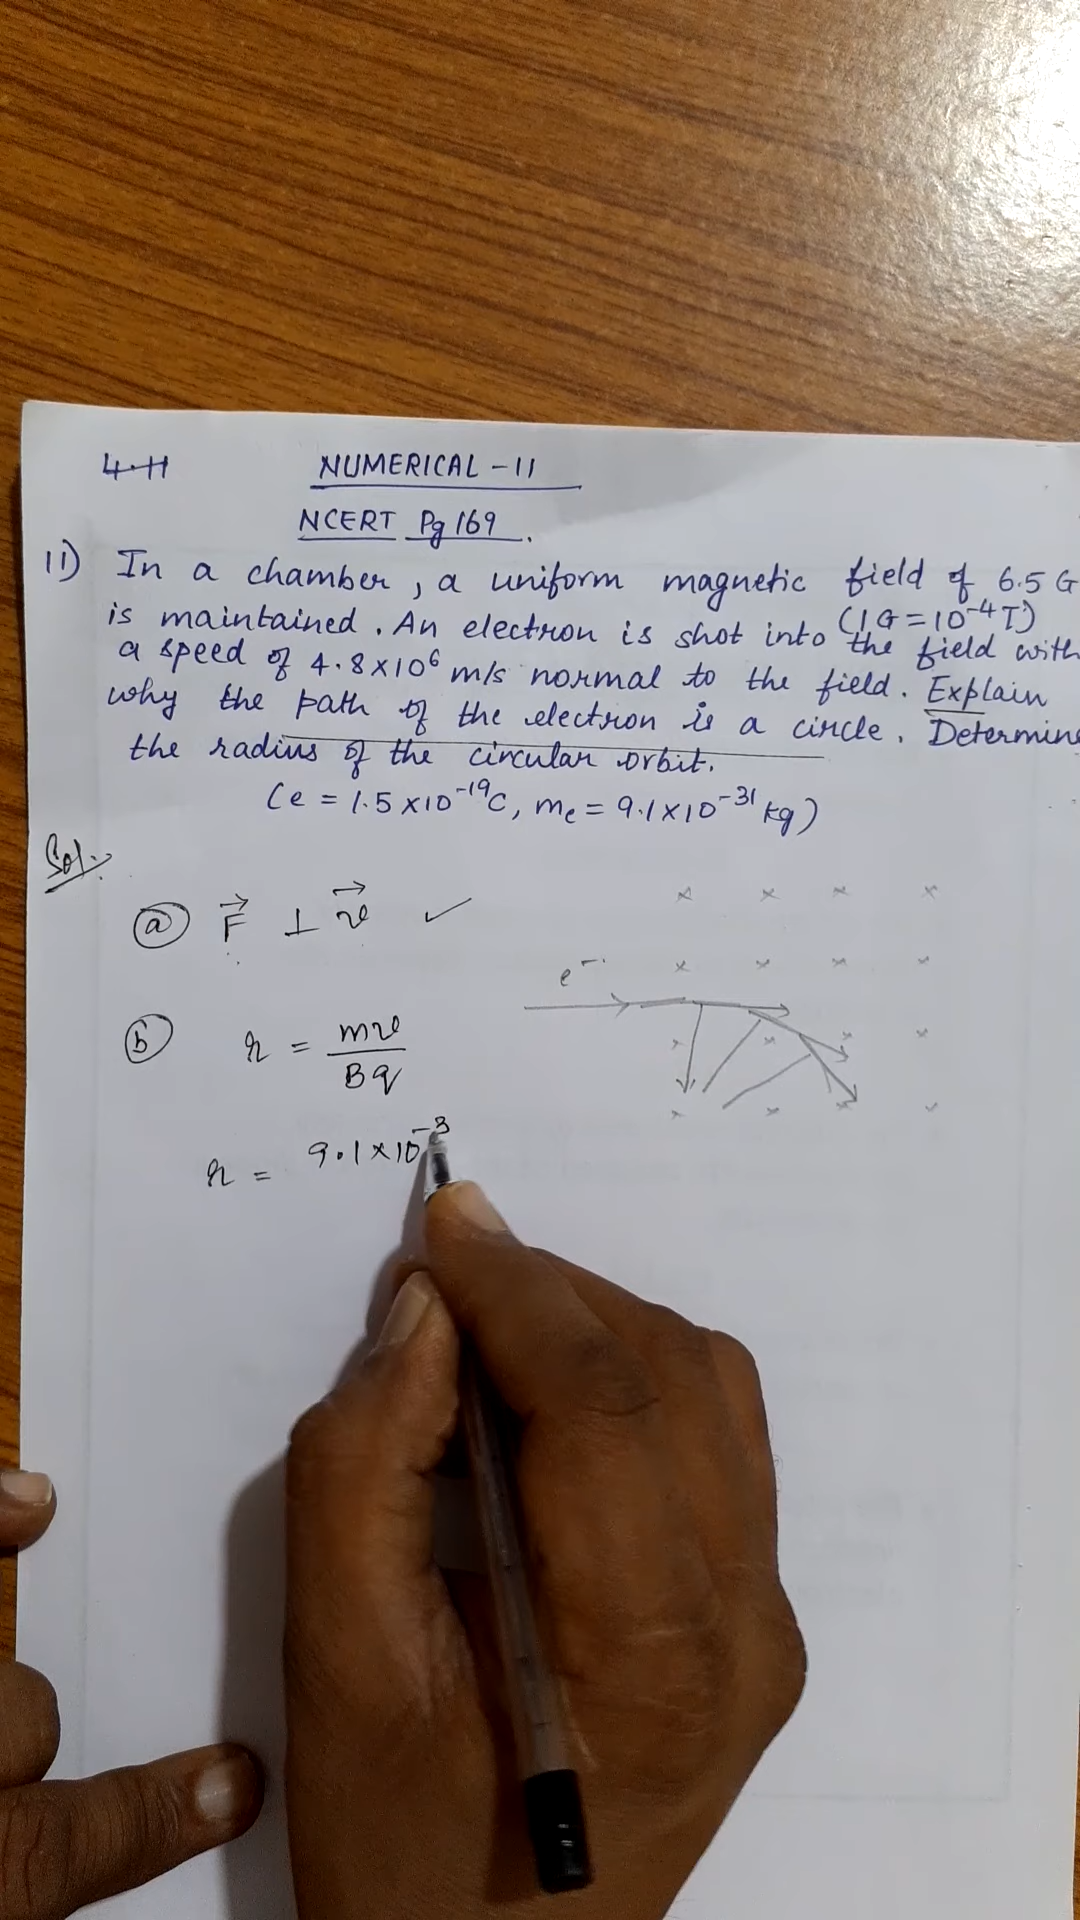 4.11
NUMERICAL-11
NCERT Pg 169.
11) In a chamber, a uniform magnetic field of 6.5 G
(1G=10⁻⁴T)
is maintained. An electron is shot into the field with
a speed of 4.8×10⁶ m/s normal to the field. Explain
why the path of the electron is a circle. Determine
the radius of the circular orbit.
(e = 1.5×10⁻¹⁹C, me = 9.1×10⁻³¹ kg)
Sol:
ⓐ F⃗ ⊥ v⃗ ✓
e⁻
ⓑ r = mv/Bq
r = 9.1×10⁻³